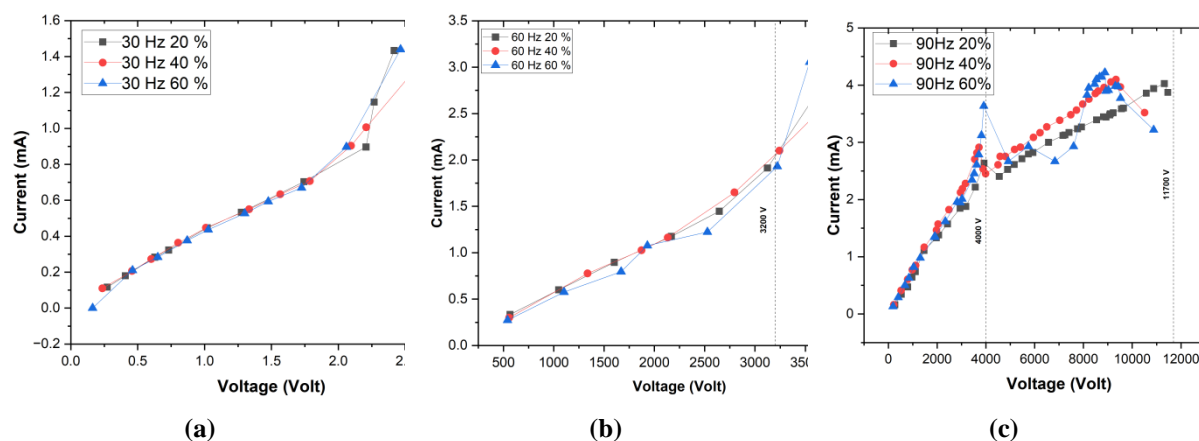 30 Hz 20 %
30 Hz 40 %
30 Hz 60 %
Current (mA)
1.6
1.4
1.2
1.0
0.8
0.6
0.4
0.2
0.0
−0.2
0.0
0.5
1.0
1.5
2.0
2.
Voltage (Volt)
(a)
60 Hz 20 %
60 Hz 40 %
60 Hz 60 %
Current (mA)
3.5
3.0
2.5
2.0
1.5
1.0
0.5
0.0
3200 V
500
1000
1500
2000
2500
3000
350
Voltage (Volt)
(b)
90Hz 20%
90Hz 40%
90Hz 60%
Current (mA)
5
4
3
2
1
0
4000 V
11700 V
0
2000
4000
6000
8000
10000
12000
Voltage (Volt)
(c)